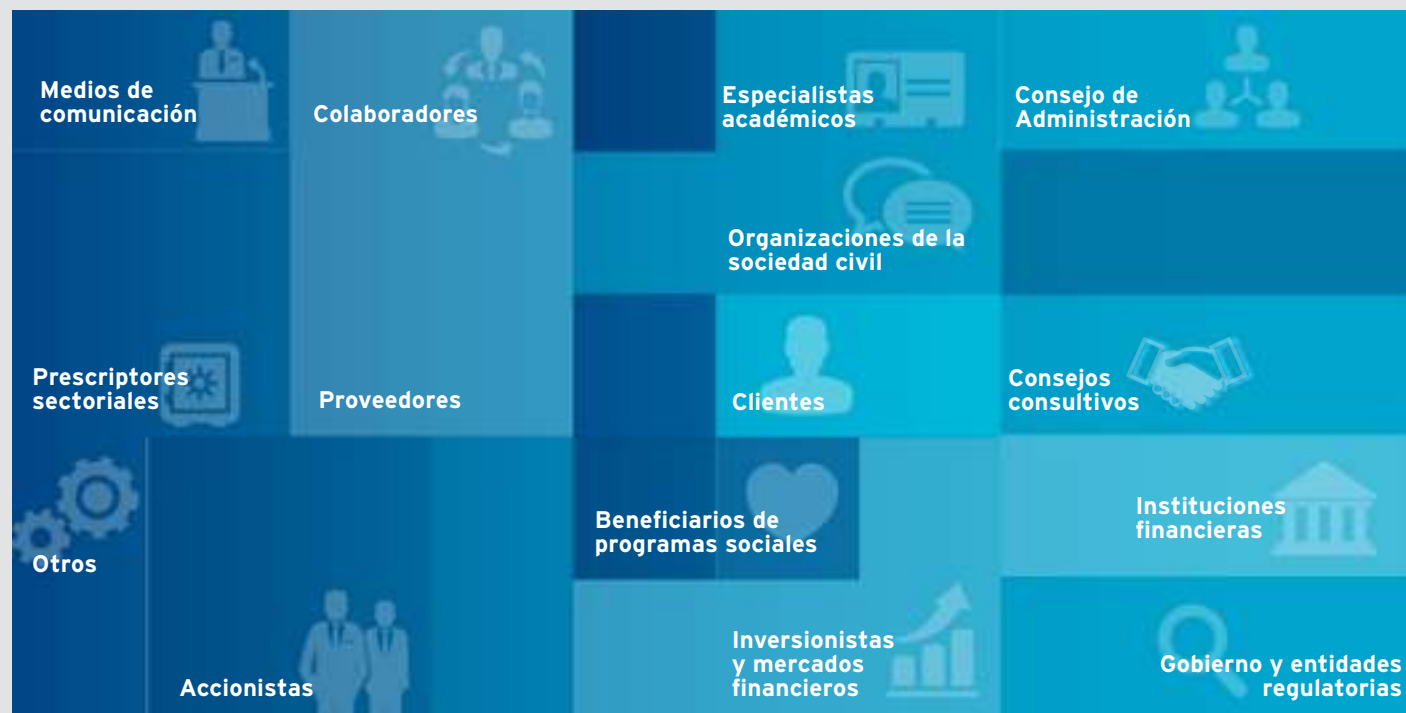 Medios de
comunicación
Colaboradores
Especialistas
académicos
Consejo de
Administración
Organizaciones de la
sociedad civil
Prescriptores
sectoriales
Proveedores
Clientes
Consejos
consultivos
Otros
Beneficiarios de
programas sociales
Instituciones
financieras
Accionistas
Inversionistas
y mercados
financieros
Gobierno y entidades
regulatorias